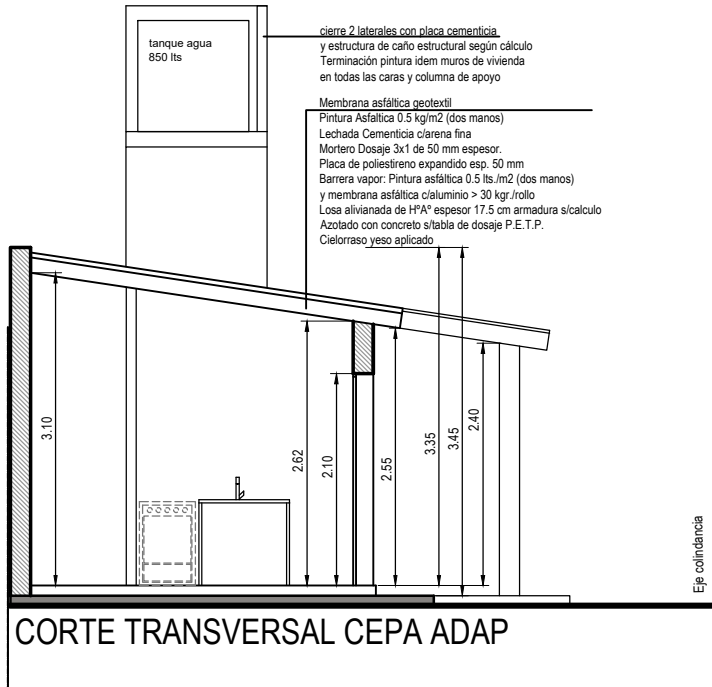 tanque agua
850 lts
cierre 2 laterales con placa cementicia
y estructura de caño estructural según cálculo
Terminación pintura idem muros de vivienda
en todas las caras y columna de apoyo
Membrana asfáltica geotextil
Pintura Asfaltica 0.5 kg/m2 (dos manos)
Lechada Cementicia c/arena fina
Mortero Dosaje 3x1 de 50 mm espesor.
Placa de poliestireno expandido esp. 50 mm
Barrera vapor: Pintura asfáltica 0.5 lts./m2 (dos manos)
y membrana asfáltica c/aluminio > 30 kgr./rollo
Losa alivianada de HºAº espesor 17.5 cm armadura s/calculo
Azotado con concreto s/tabla de dosaje P.E.T.P.
Cielorraso yeso aplicado
3.10
2.62
2.10
2.55
3.35
3.45
2.40
Eje colindancia
CORTE TRANSVERSAL CEPA ADAP